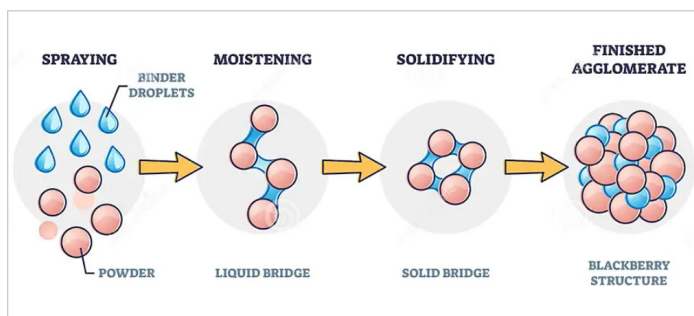 SPRAYING
BINDER
DROPLETS
POWDER
MOISTENING
LIQUID BRIDGE
SOLIDIFYING
SOLID BRIDGE
FINISHED
AGGLOMERATE
BLACKBERRY
STRUCTURE